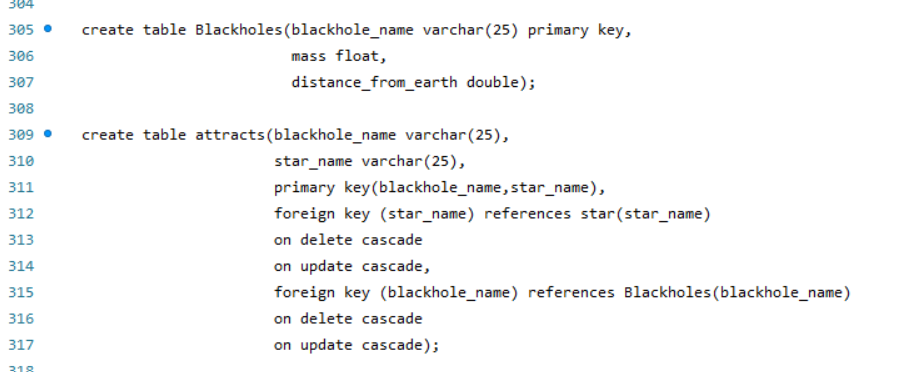 304
305 create table Blackholes(blackhole_name varchar(25) primary key,
306 mass float,
307 distance_from_earth double);
308
309 create table attracts(blackhole_name varchar(25),
310 star_name varchar(25),
311 primary key(blackhole_name,star_name),
312 foreign key (star_name) references star(star_name)
313 on delete cascade
314 on update cascade,
315 foreign key (blackhole_name) references Blackholes(blackhole_name)
316 on delete cascade
317 on update cascade);
318